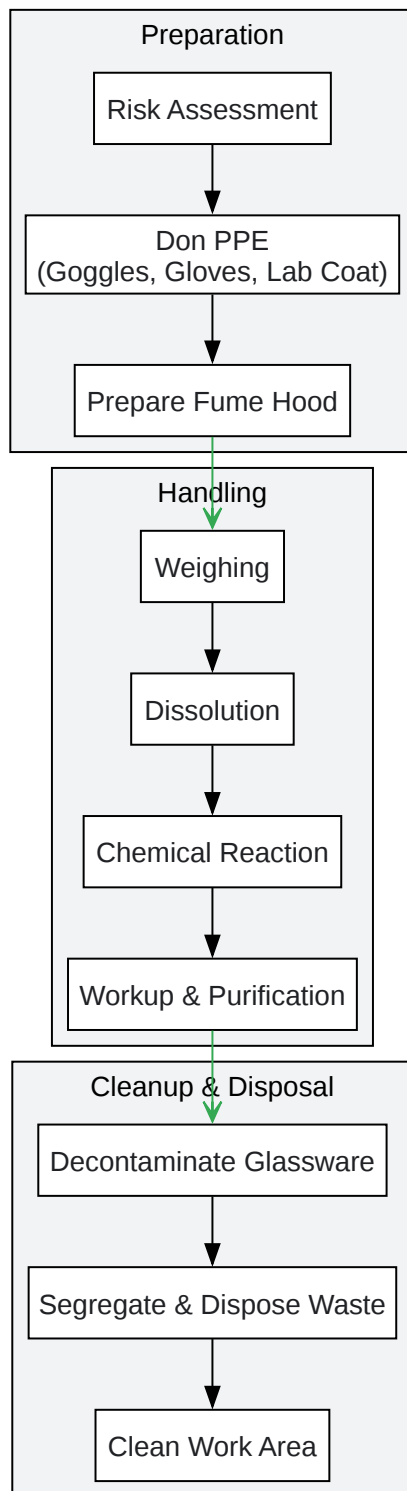 Preparation
Risk Assessment
Don PPE
(Goggles, Gloves, Lab Coat)
Prepare Fume Hood
Handling
Weighing
Dissolution
Chemical Reaction
Workup & Purification
Cleanup & Disposal
Decontaminate Glassware
Segregate & Dispose Waste
Clean Work Area